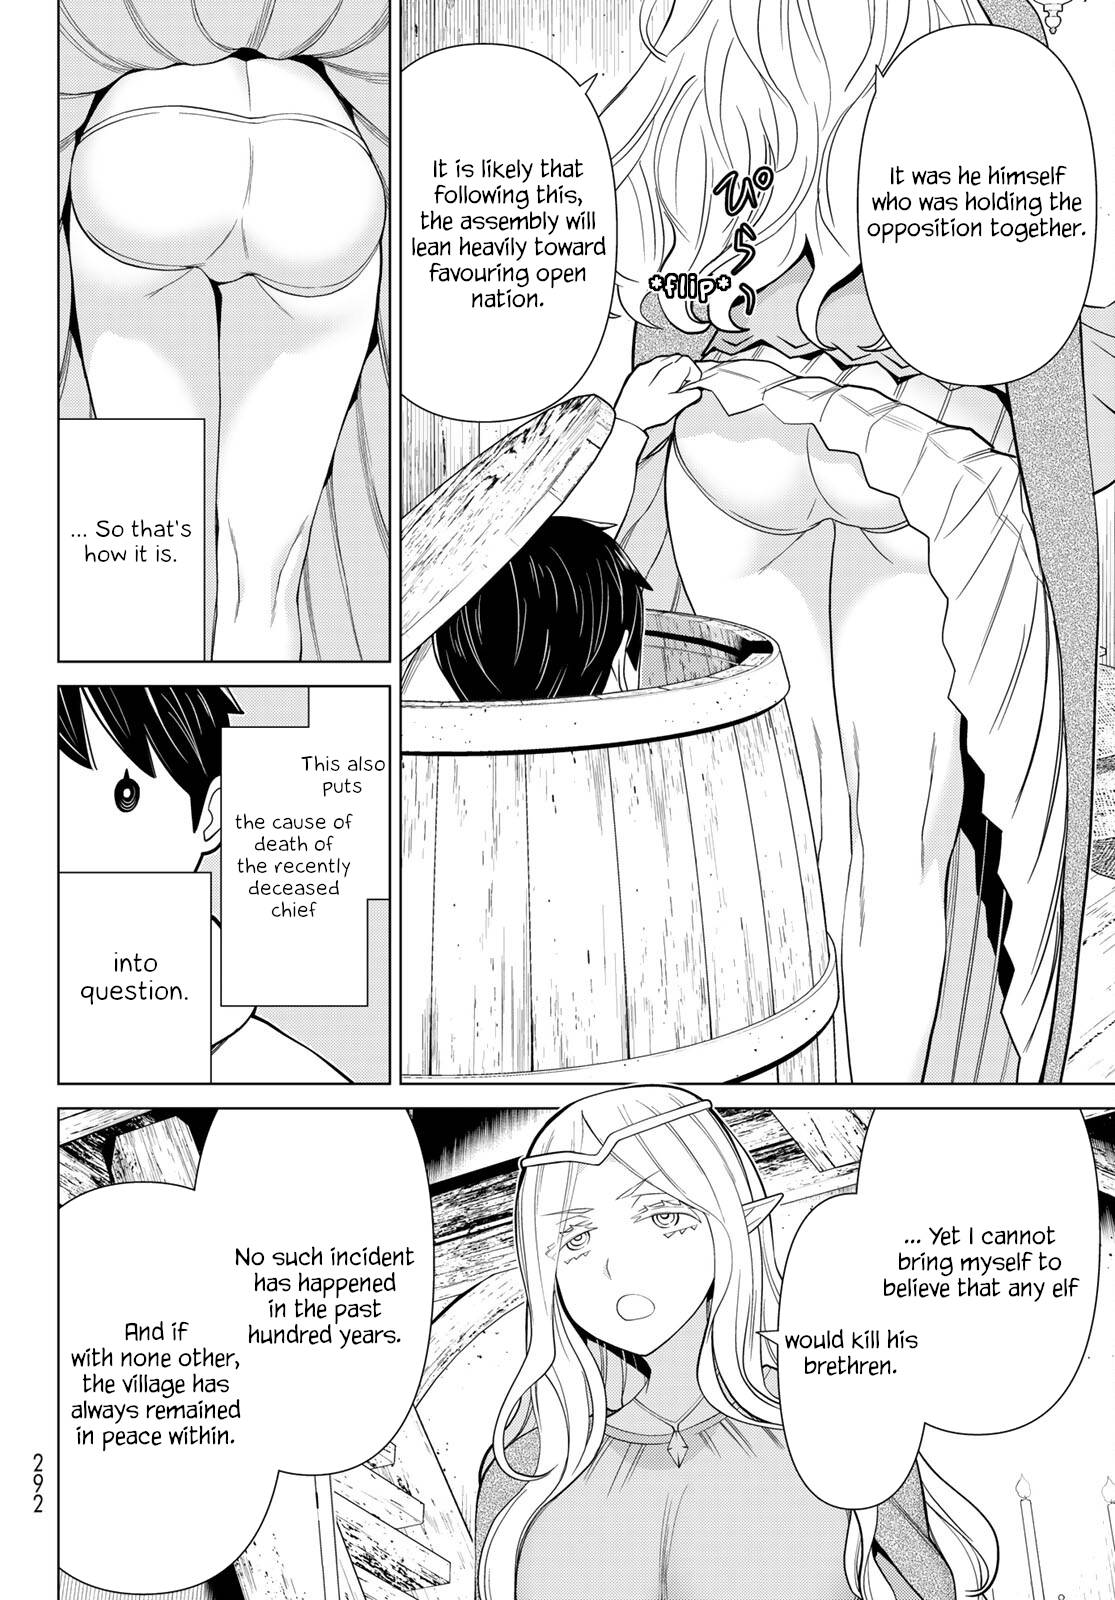 It was he himself
who was holding the
opposition together.
ぴらっ
*flip*
It is likely that
following this,
the assembly will
lean heavily toward
favouring open
nation.
... So that's
how it is.
This also
puts
the cause of
death of
the recently
deceased
chief
into
question.
... Yet I cannot
bring myself to
believe that any elf
would kill his
brethren.
No such incident
has happened
in the past
hundred years.
And if
with none other,
the village has
always remained
in peace within.
292